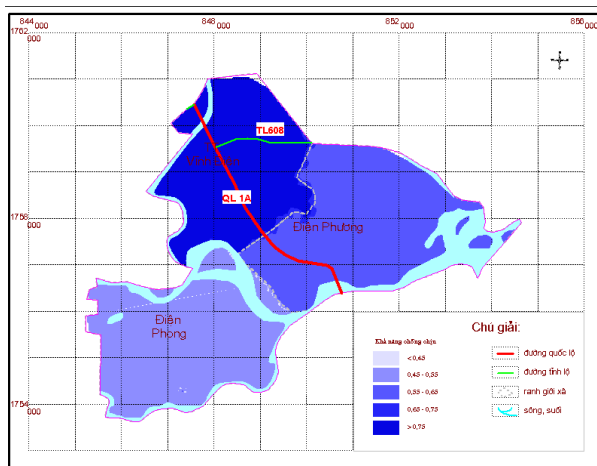 844 000
848 000
852 000
856 000
1762 000
TL608
QL 1A
1758 000
Điện Phương
Điện Phong
Chú giải:
Khả năng chống chịu
< 0,45
0,45 - 0,55
0,55 - 0,65
0,65 - 0,75
> 0,75
đường quốc lộ
đường tỉnh lộ
ranh giới xã
sông, suối
1754 000